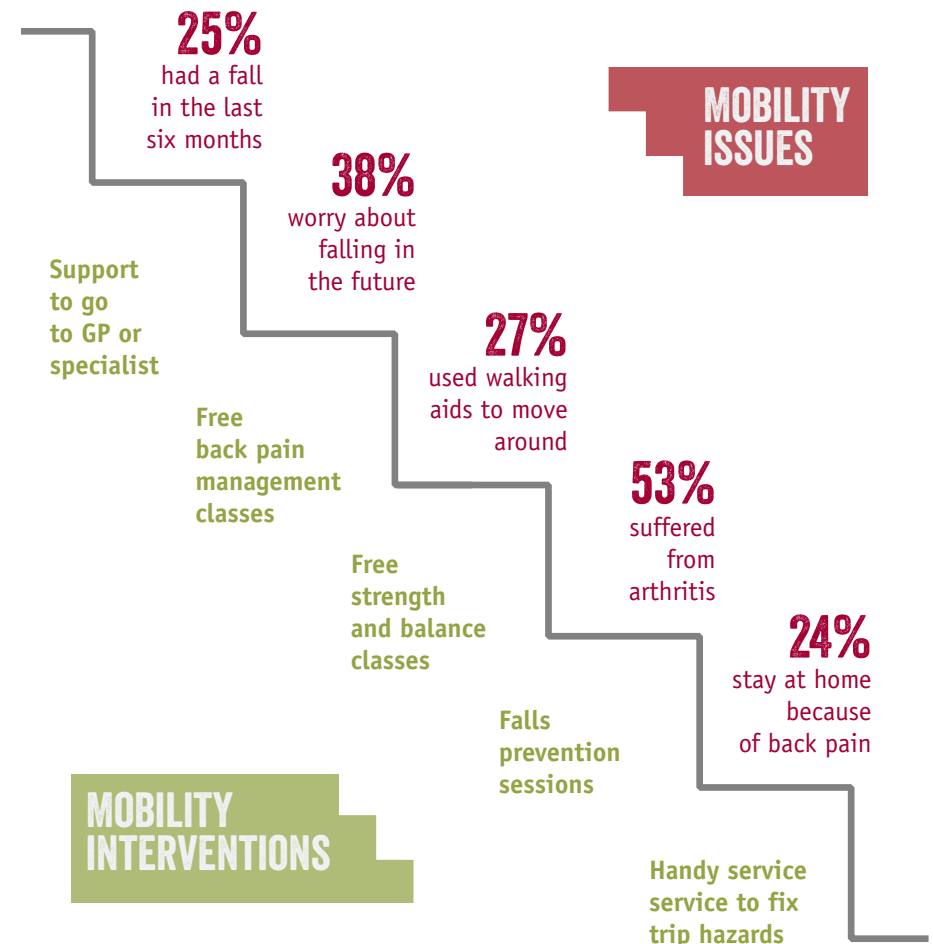 25%
had a fall
in the last
six months
MOBILITY
ISSUES
38%
worry about
falling in
the future
Support
to go
to GP or
specialist
27%
used walking
aids to move
around
Free
back pain
management
classes
53%
suffered
from
arthritis
Free
strength
and balance
classes
24%
stay at home
because
of back pain
Falls
prevention
sessions
MOBILITY
INTERVENTIONS
Handy service
service to fix
trip hazards